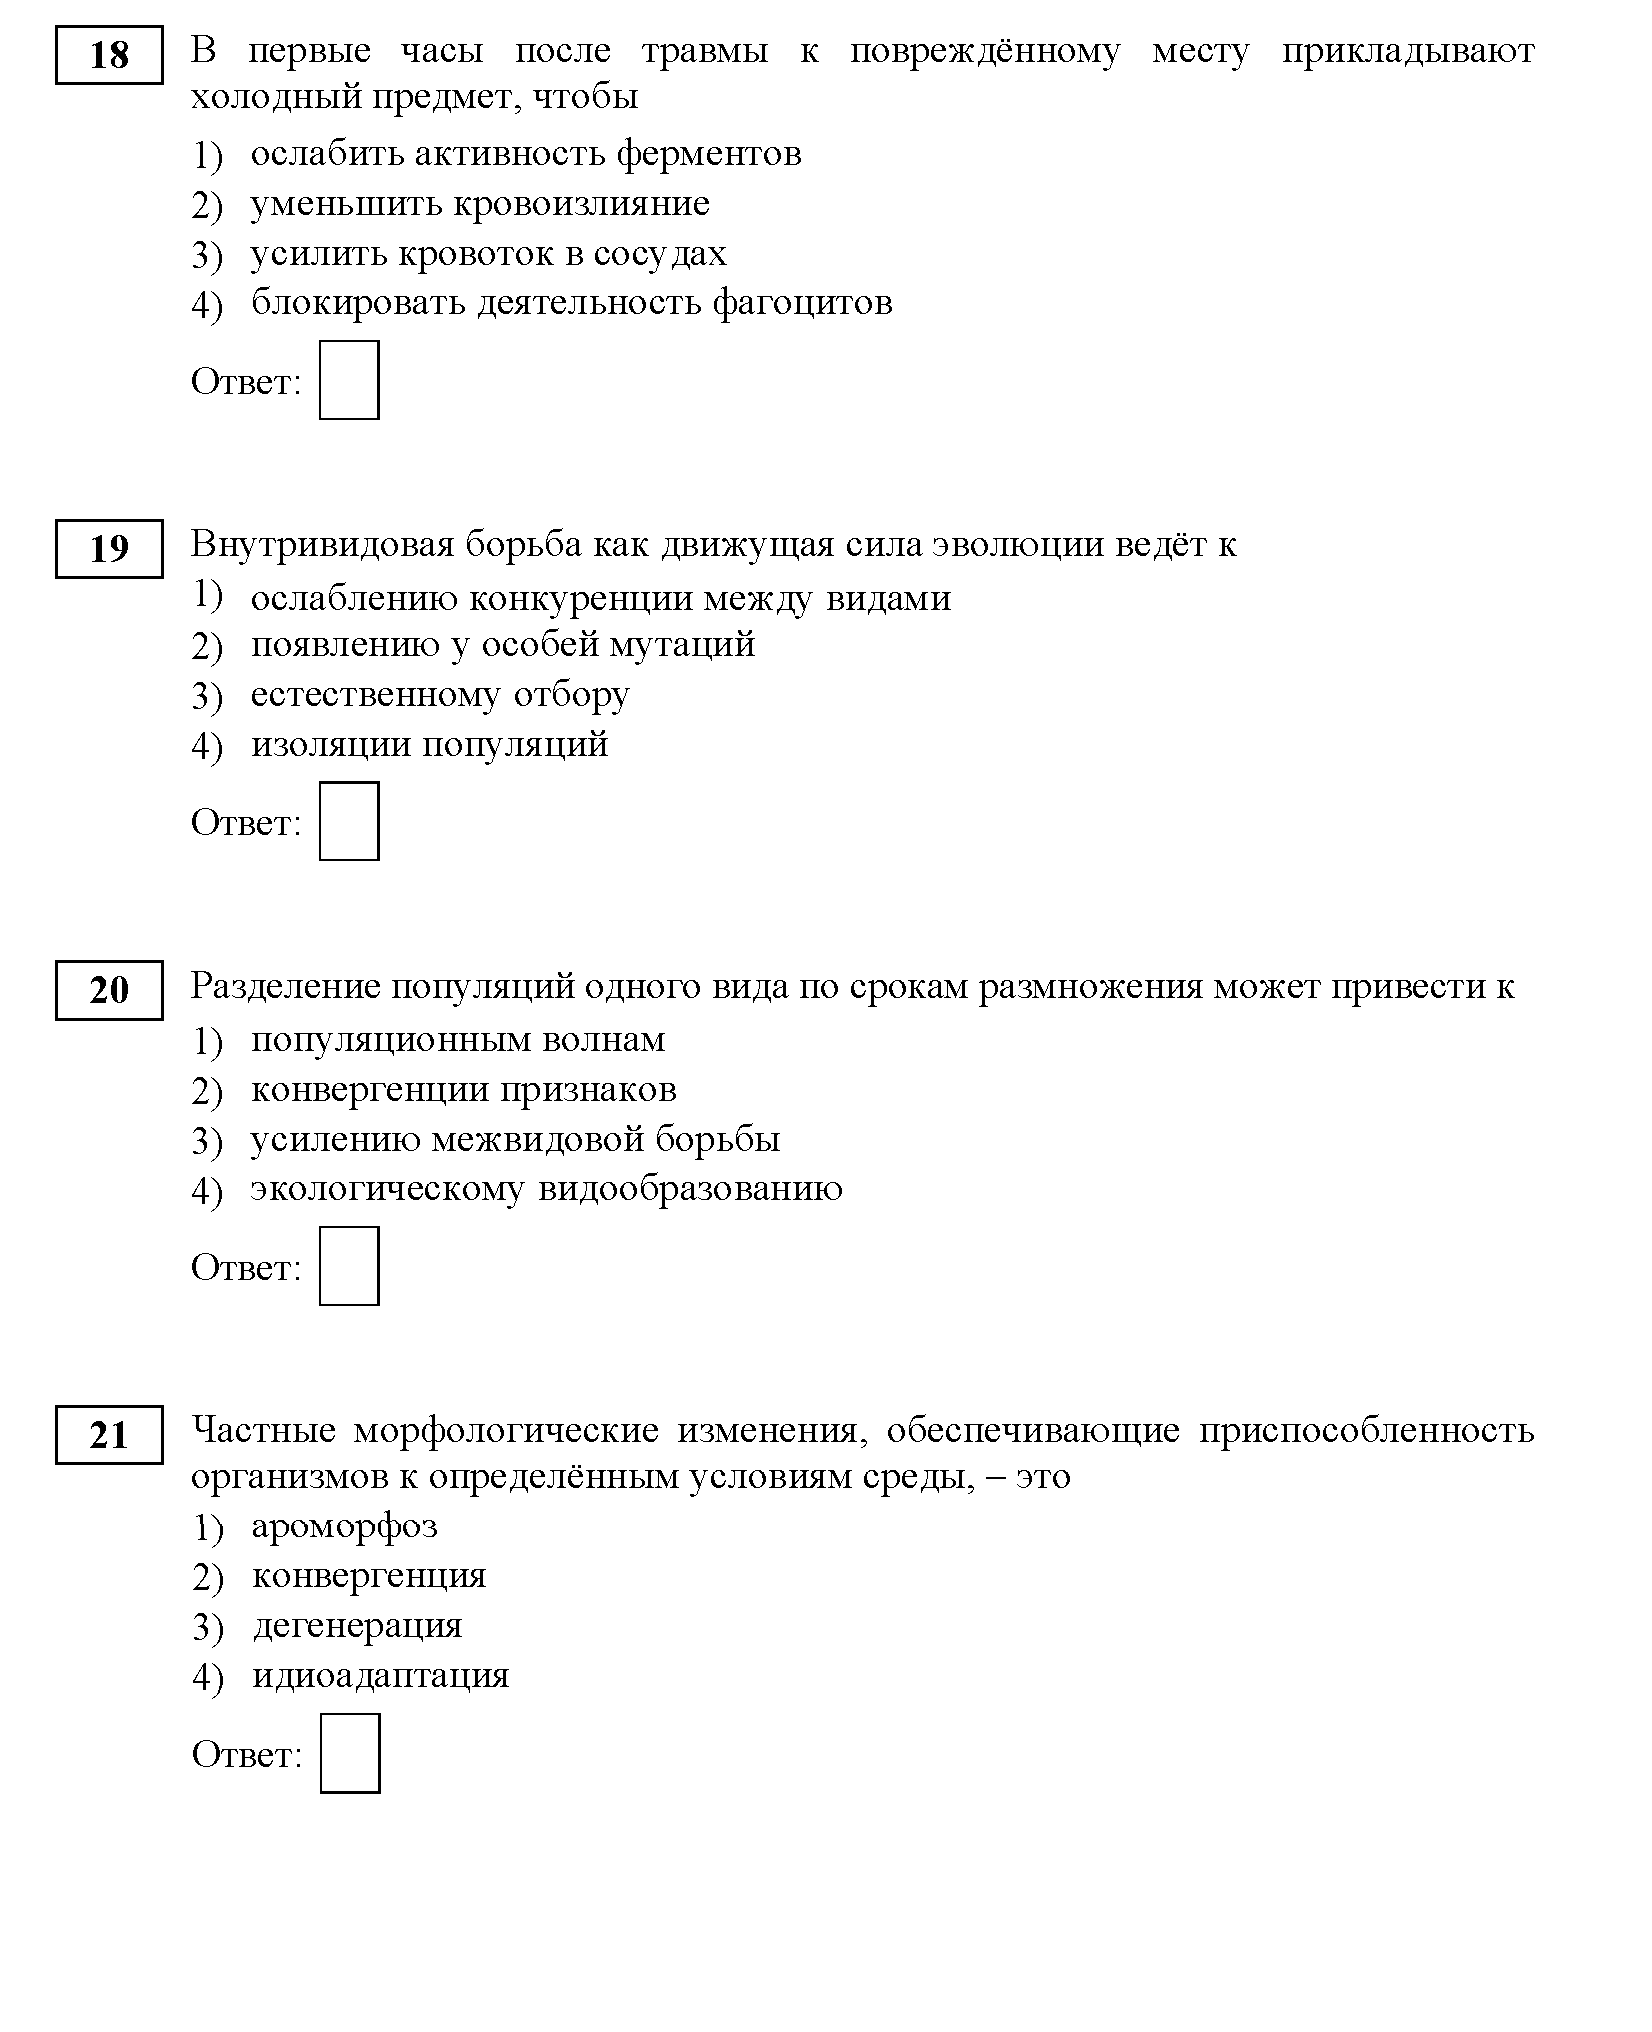 18
В первые часы после травмы к повреждённому месту прикладывают
холодный предмет, чтобы
1) ослабить активность ферментов
2) уменьшить кровоизлияние
3) усилить кровоток в сосудах
4) блокировать деятельность фагоцитов
Ответ:
19
Внутривидовая борьба как движущая сила эволюции ведёт к
1) ослаблению конкуренции между видами
2) появлению у особей мутаций
3) естественному отбору
4) изоляции популяций
Ответ:
20
Разделение популяций одного вида по срокам размножения может привести к
1) популяционным волнам
2) конвергенции признаков
3) усилению межвидовой борьбы
4) экологическому видообразованию
Ответ:
21
Частные морфологические изменения, обеспечивающие приспособленность
организмов к определённым условиям среды, – это
1) ароморфоз
2) конвергенция
3) дегенерация
4) идиоадаптация
Ответ: